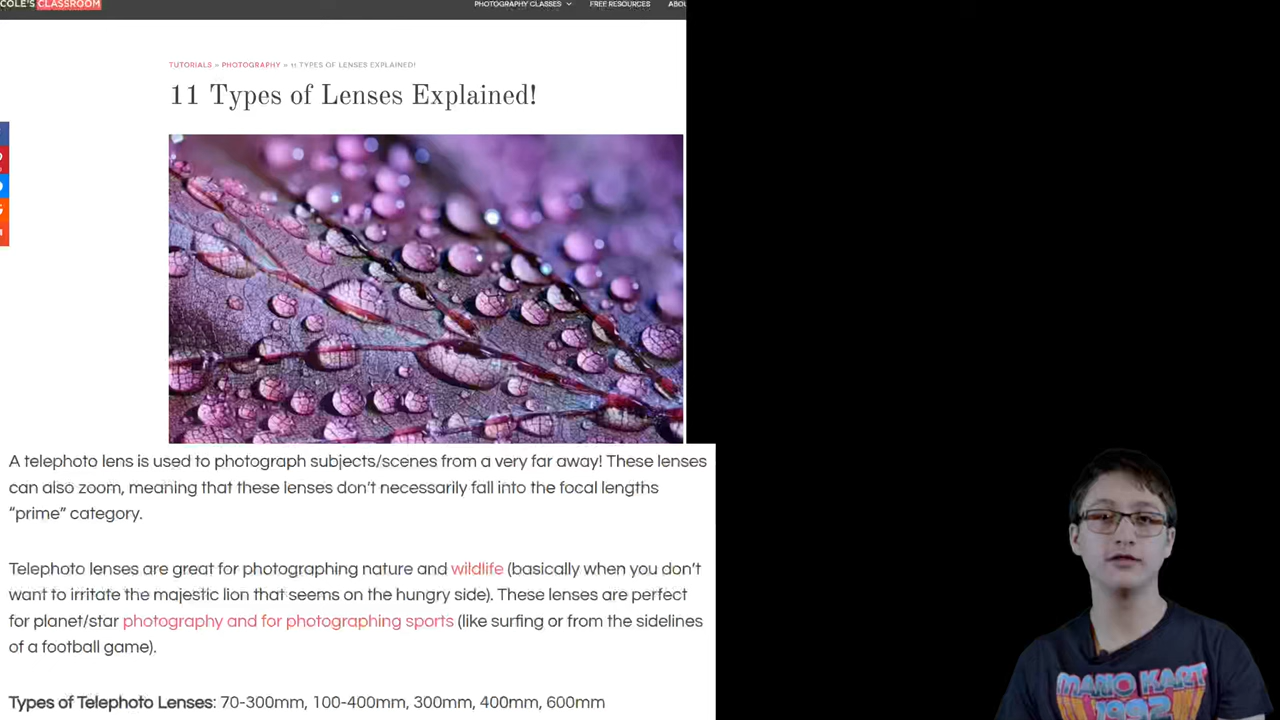 COLE'S CLASSROOM
PHOTOGRAPHY CLASSES FREE RESOURCES
TUTORIALS » PHOTOGRAPHY » 11 TYPES OF LENSES EXPLAINED!
11 Types of Lenses Explained!
A telephoto lens is used to photograph subjects/scenes from a very far away! These lenses
can also zoom, meaning that these lenses don't necessarily fall into the focal lengths
“prime” category.
Telephoto lenses are great for photographing nature and wildlife (basically when you don't
want to irritate the majestic lion that seems on the hungry side). These lenses are perfect
for planet/star photography and for photographing sports (like surfing or from the sidelines
of a football game).
Types of Telephoto Lenses: 70-300mm, 100-400mm, 300mm, 400mm, 600mm
MARIO KART
1992